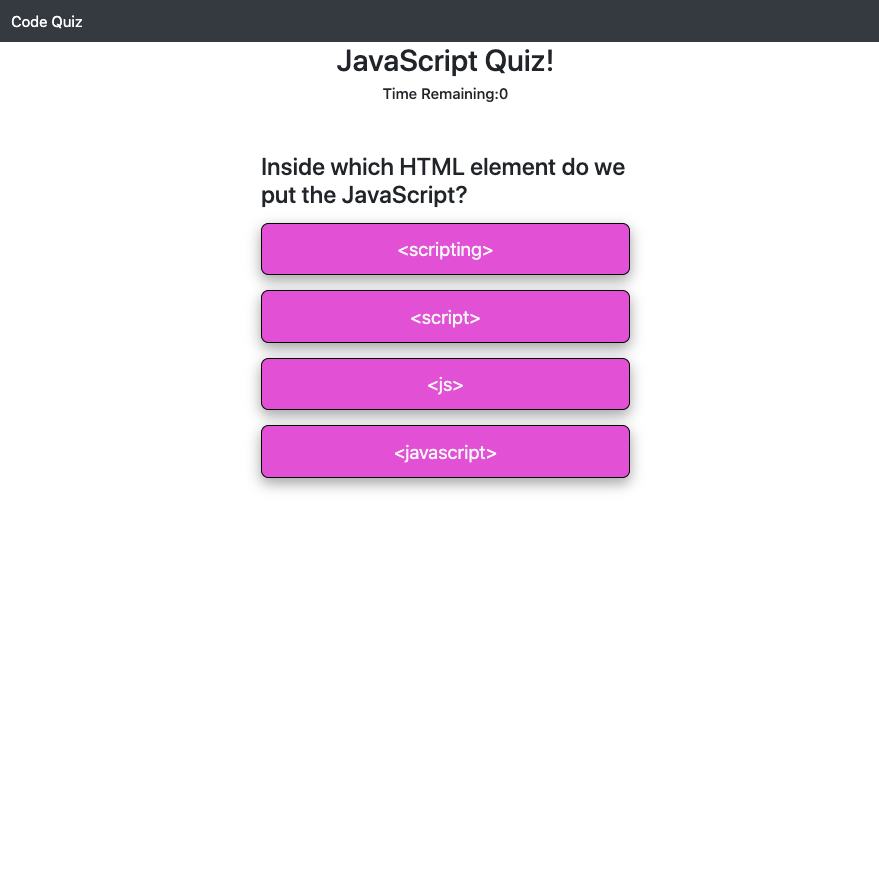 Code Quiz
JavaScript Quiz!
Time Remaining:0
Inside which HTML element do we
put the JavaScript?
<scripting>
<script>
<js>
<javascript>